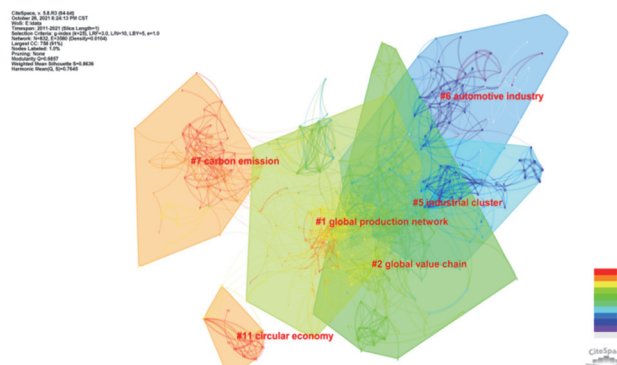 CiteSpace, v. 5.8.R3 (64-bit)
October 26, 2021 8:24:13 PM CST
WoS: E:\data
Timespan: 2011-2021 (Slice Length=1)
Selection Criteria: g-index (k=25), LRF=3.0, L/N=10, LBY=5, e=1.0
Network: N=832, E=3580 (Density=0.0104)
Largest CC: 758 (91%)
Nodes Labeled: 1.0%
Pruning: None
Modularity Q=0.6857
Weighted Mean Silhouette S=0.8636
Harmonic Mean(Q, S)=0.7645
#6 automotive industry
#7 carbon emission
#5 industrial cluster
#1 global production network
#2 global value chain
#11 circular economy
CiteSpac